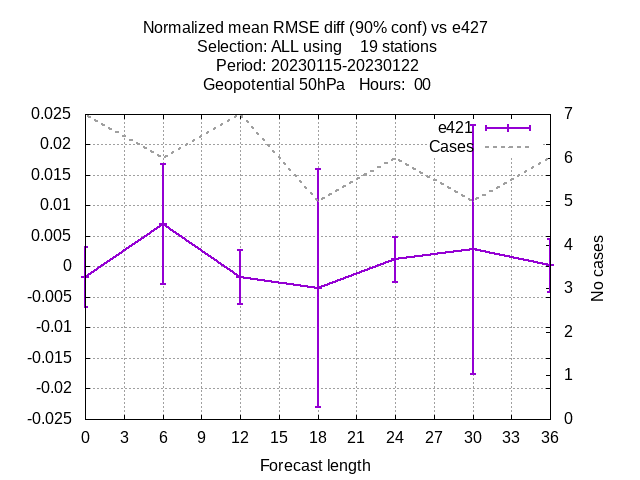 Normalized mean RMSE diff (90% conf) vs e427
Selection: ALL using    19 stations
Period: 20230115-20230122
Geopotential 50hPa   Hours:  00
e421
Cases
0.025
0.02
0.015
0.01
0.005
0
-0.005
-0.01
-0.015
-0.02
-0.025
7
6
5
4
3
2
1
0
No cases
0 3 6 9 12 15 18 21 24 27 30 33 36
Forecast length